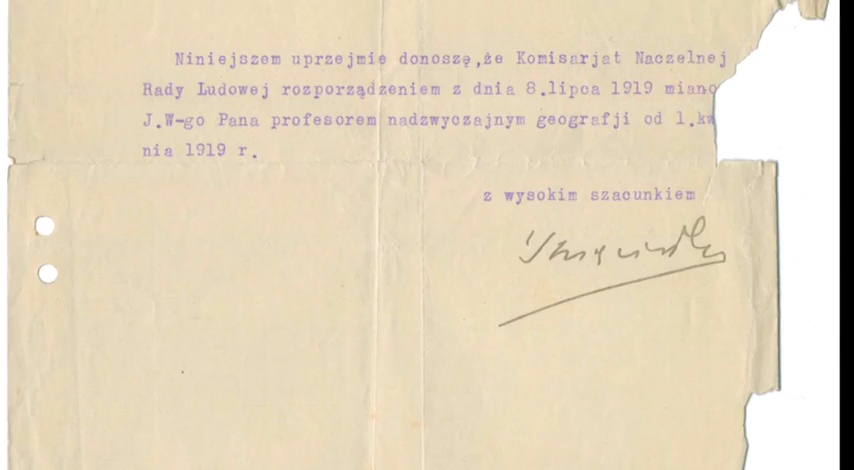 Niniejszem uprzejmie donoszę,że Komisarjat Naczelnej
Rady Ludowej rozporządzeniem z dnia 8.lipca 1919 miano
J.W-go Pana profesorem nadzwyczajnym geografji od 1.kw
nia 1919 r.
z wysokim szacunkiem